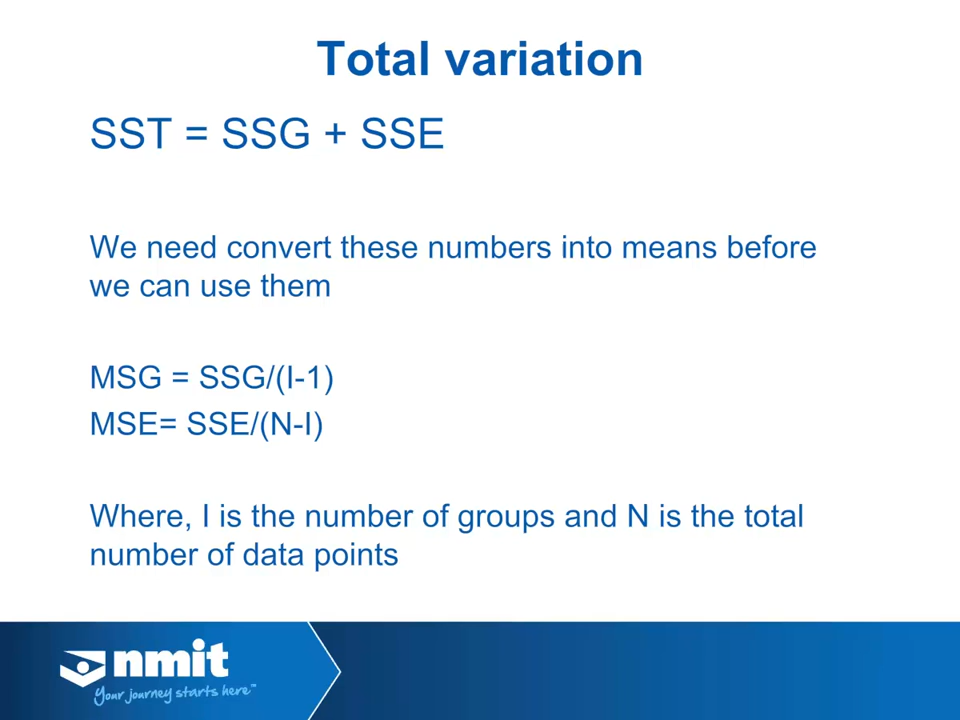 Total variation
SST = SSG + SSE
We need convert these numbers into means before
we can use them
MSG = SSG/(I-1)
MSE= SSE/(N-I)
Where, I is the number of groups and N is the total
number of data points
nmit
Your journey starts here™